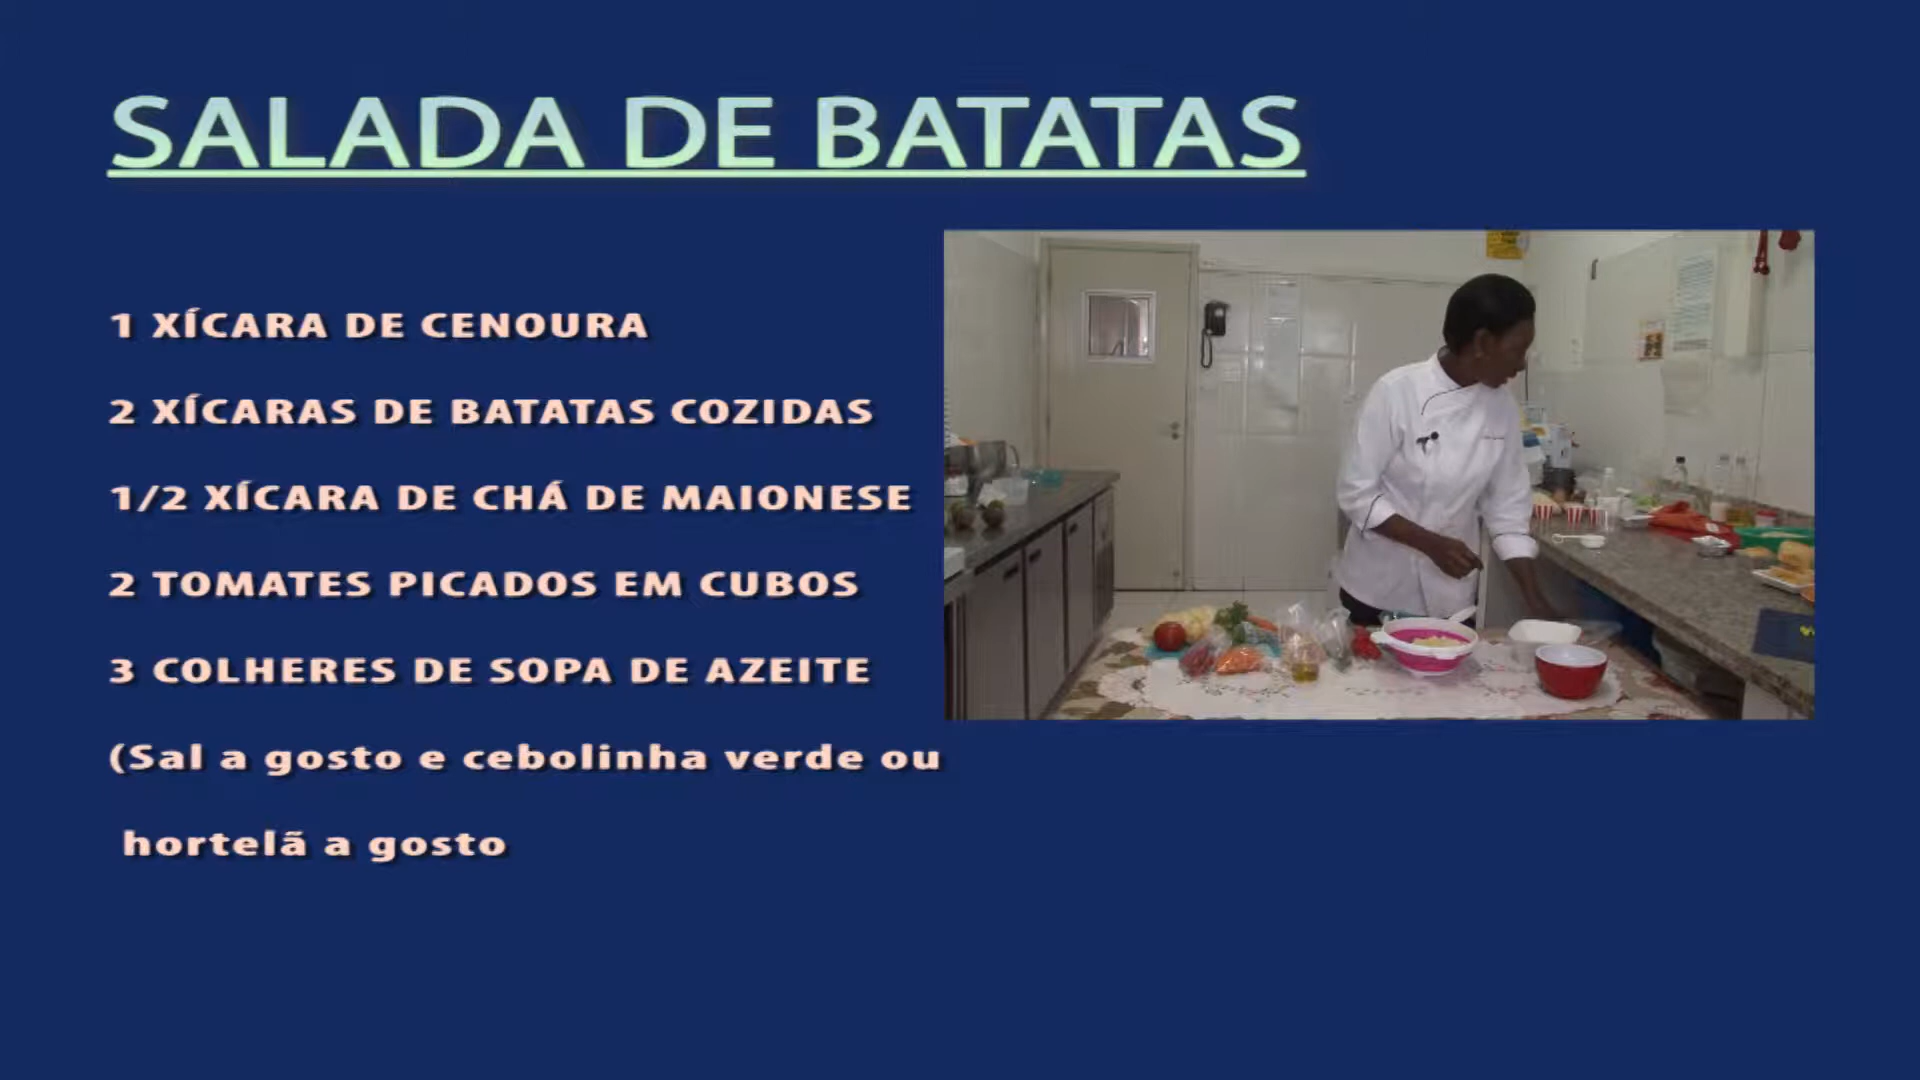 SALADA DE BATATAS
1 XÍCARA DE CENOURA
2 XÍCARAS DE BATATAS COZIDAS
1/2 XÍCARA DE CHÁ DE MAIONESE
2 TOMATES PICADOS EM CUBOS
3 COLHERES DE SOPA DE AZEITE
(Sal a gosto e cebolinha verde ou
hortelã a gosto